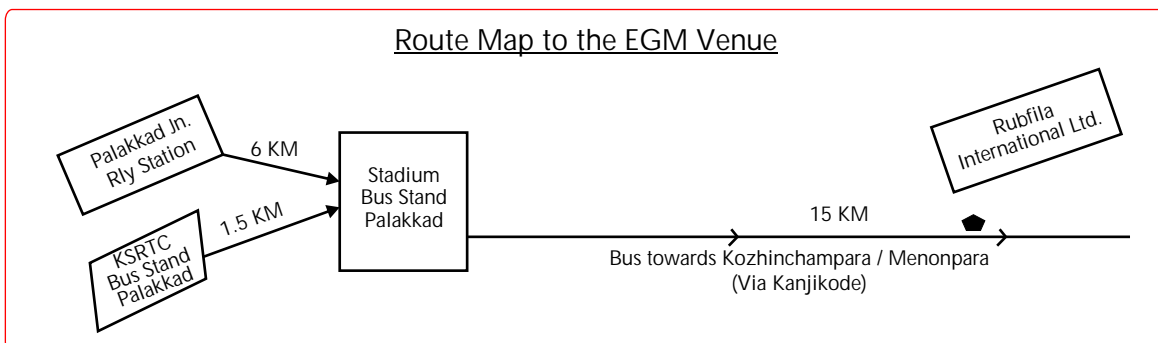 Route Map to the EGM Venue
Palakkad Jn.
Rly Station
6 KM
KSRTC
Bus Stand
Palakkad
1.5 KM
Stadium
Bus Stand
Palakkad
15 KM
Bus towards Kozhinchampara / Menonpara
(Via Kanjikode)
Rubfila
International Ltd.